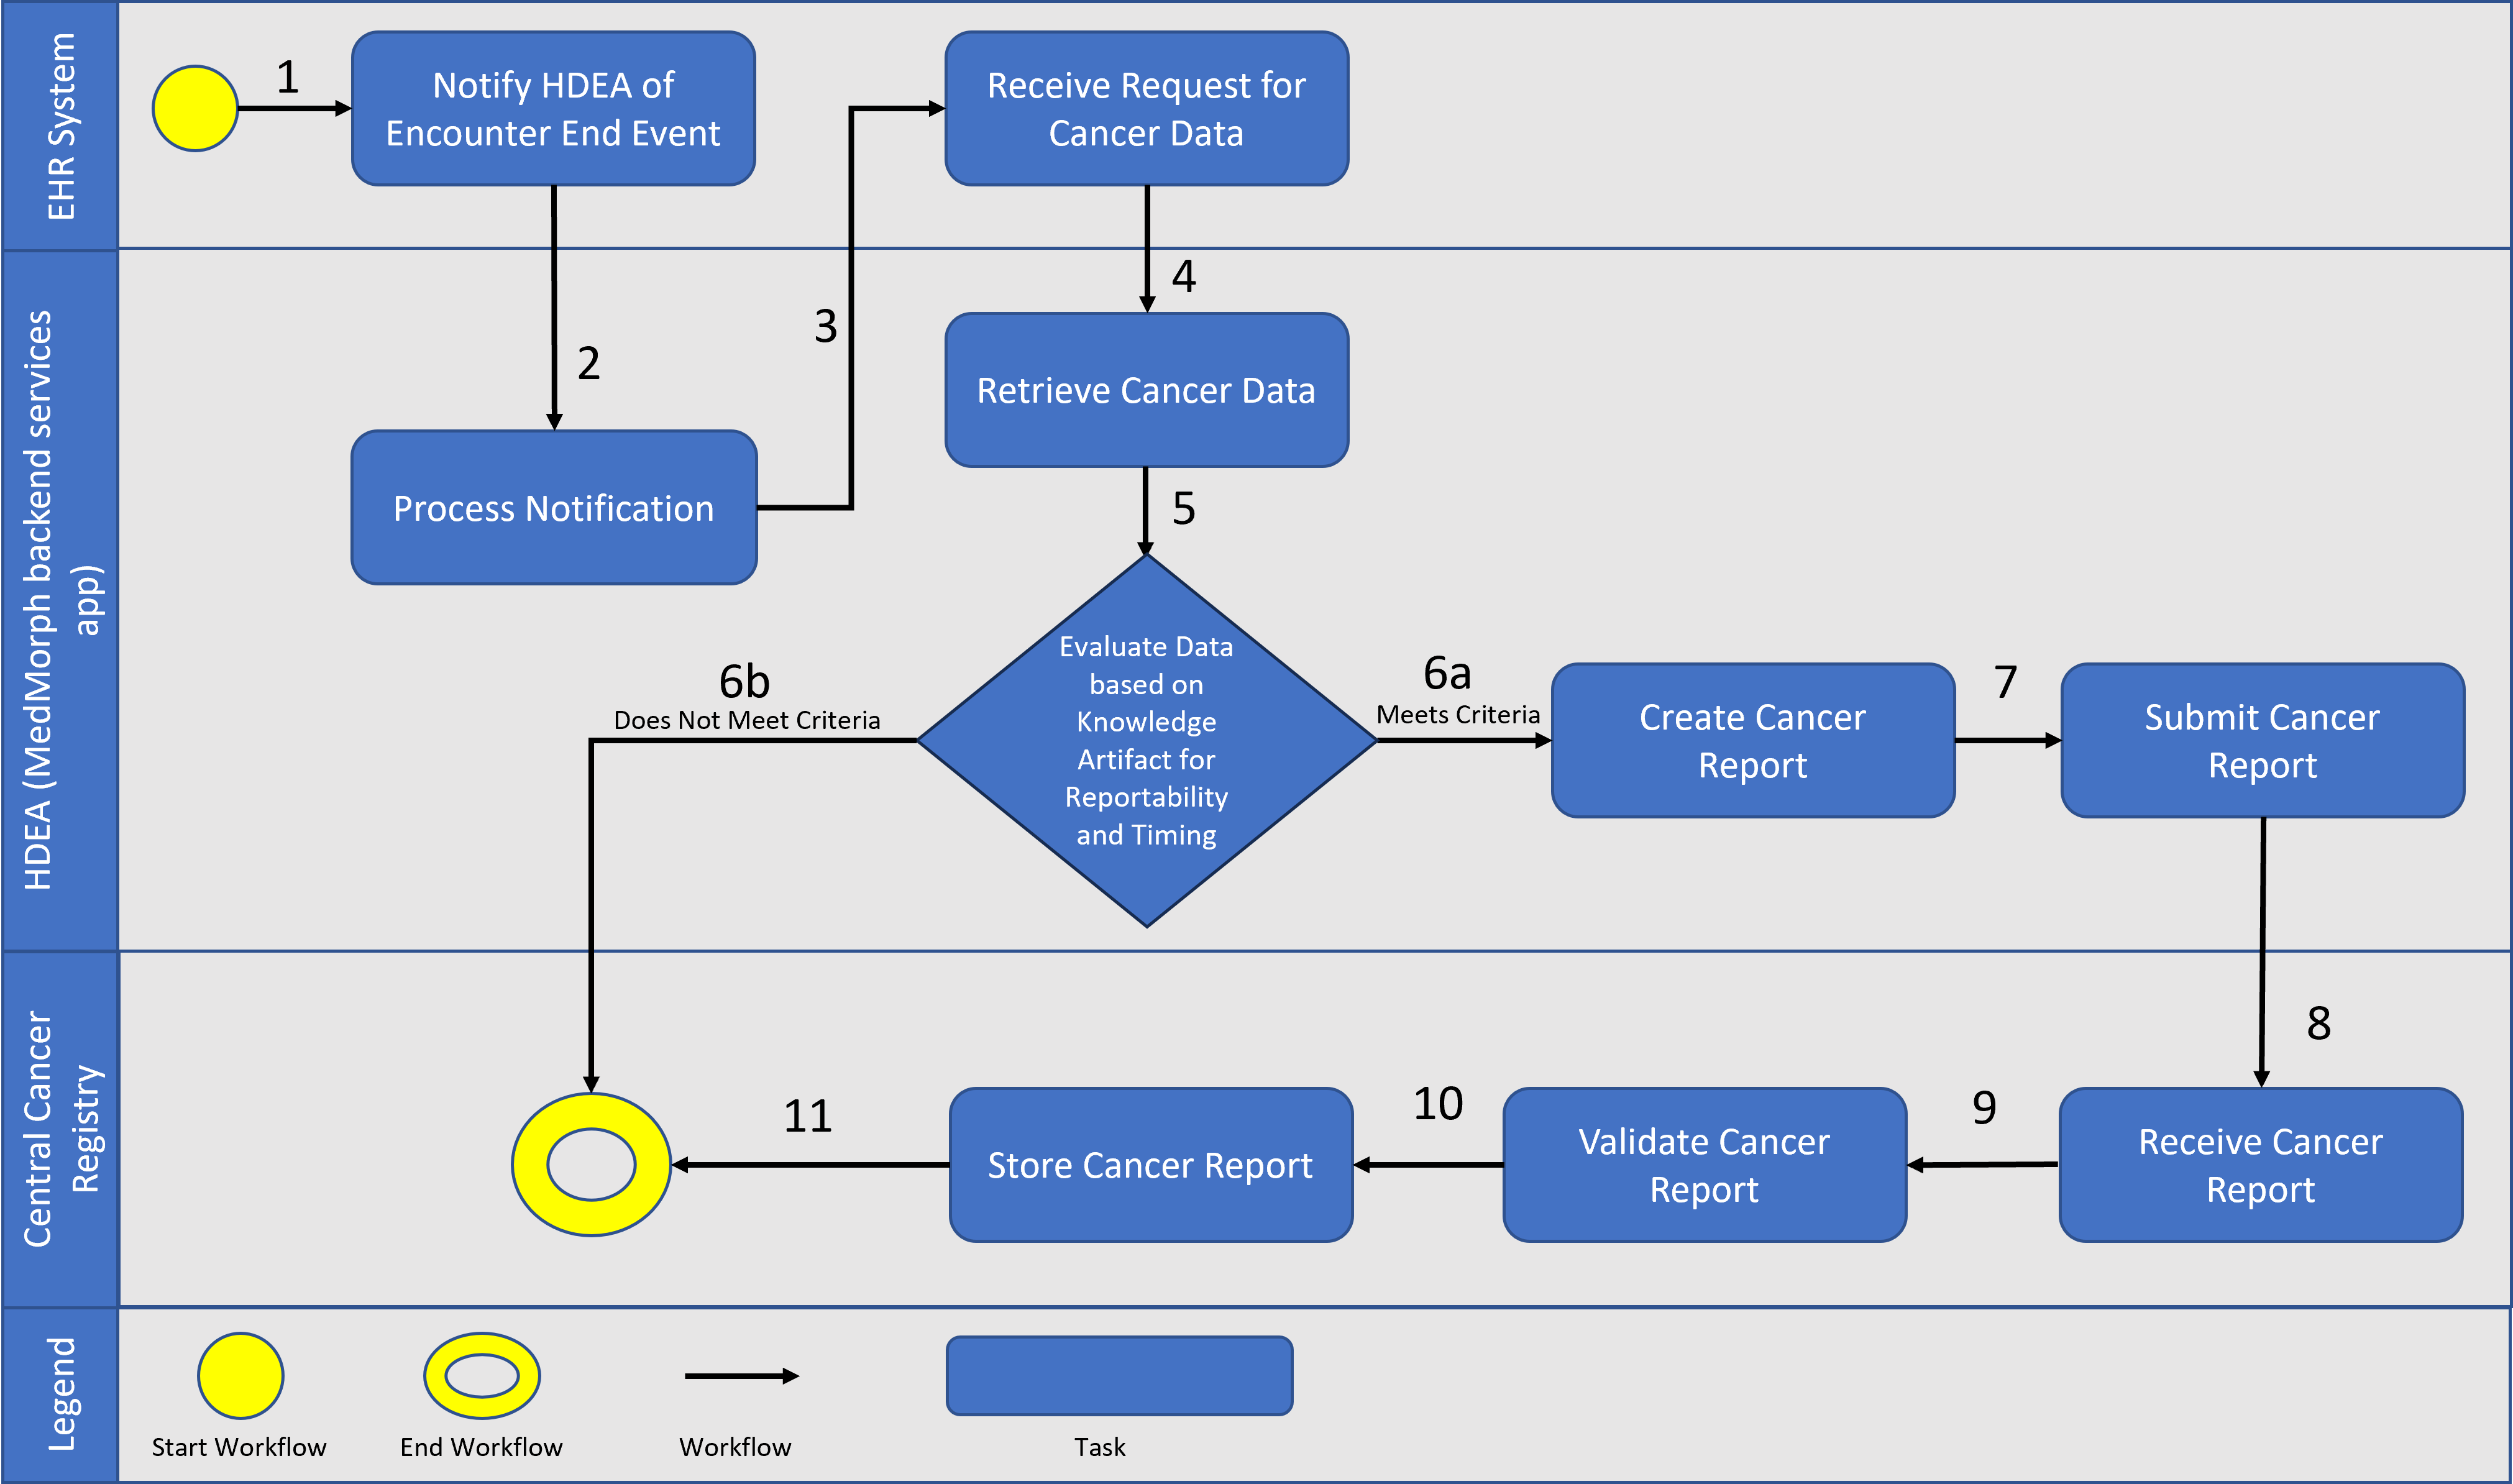 EHR System
1
Notify HDEA of
Encounter End Event
Receive Request for
Cancer Data
HDEA (MedMorph backend services
app)
2
3
4
Retrieve Cancer Data
Process Notification
5
Evaluate Data
based on
Knowledge
Artifact for
Reportability
and Timing
6b
Does Not Meet Criteria
6a
Meets Criteria
Create Cancer
Report
7
Submit Cancer
Report
Central Cancer
Registry
8
11
Store Cancer Report
10
Validate Cancer
Report
9
Receive Cancer
Report
Legend
Start Workflow
End Workflow
Workflow
Task